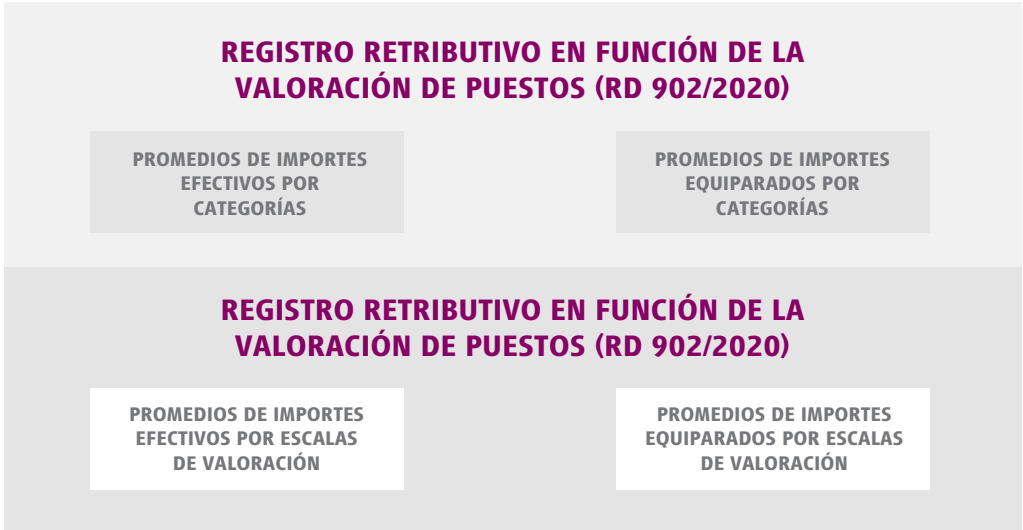 REGISTRO RETRIBUTIVO EN FUNCIÓN DE LA
VALORACIÓN DE PUESTOS (RD 902/2020)
PROMEDIOS DE IMPORTES
EFECTIVOS POR
CATEGORÍAS
PROMEDIOS DE IMPORTES
EQUIPARADOS POR
CATEGORÍAS
REGISTRO RETRIBUTIVO EN FUNCIÓN DE LA
VALORACIÓN DE PUESTOS (RD 902/2020)
PROMEDIOS DE IMPORTES
EFECTIVOS POR ESCALAS
DE VALORACIÓN
PROMEDIOS DE IMPORTES
EQUIPARADOS POR ESCALAS
DE VALORACIÓN